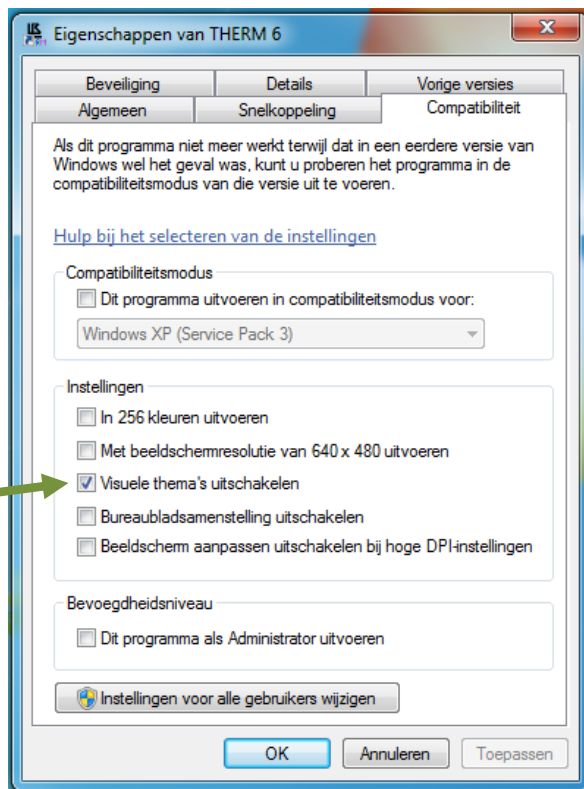 Eigenschappen van THERM 6
Beveiliging Details Vorige versies
Algemeen Snelkoppeling Compatibiliteit
Als dit programma niet meer werkt terwijl dat in een eerdere versie van
Windows wel het geval was, kunt u proberen het programma in de
compatibiliteitsmodus van die versie uit te voeren.
Hulp bij het selecteren van de instellingen
Compatibiliteitsmodus
Dit programma uitvoeren in compatibiliteitsmodus voor:
Windows XP (Service Pack 3)
Instellingen
In 256 kleuren uitvoeren
Met beeldschermresolutie van 640 x 480 uitvoeren
Visuele thema's uitschakelen
Bureaubladsamenstelling uitschakelen
Beeldscherm aanpassen uitschakelen bij hoge DPI-instellingen
Bevoegdheidsniveau
Dit programma als Administrator uitvoeren
Instellingen voor alle gebruikers wijzigen
OK Annuleren Toepassen